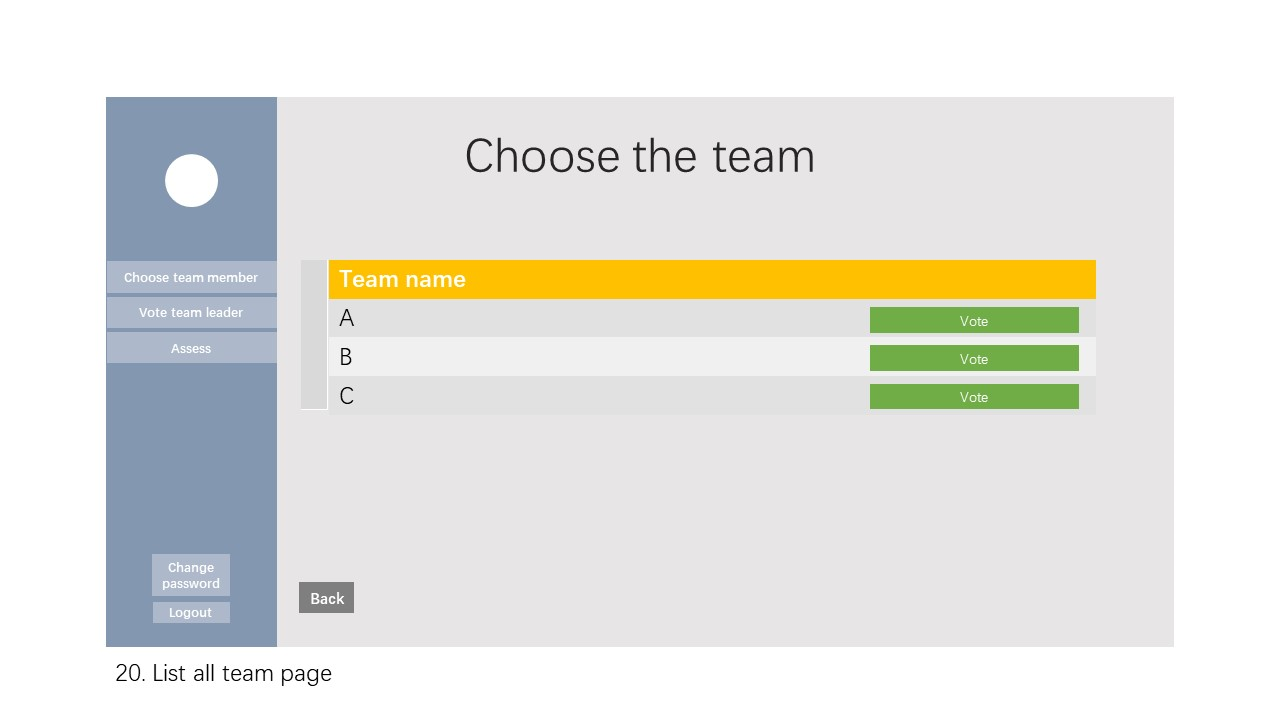 Choose the team
Choose team member
Vote team leader
Assess
Team name
A Vote
B Vote
C Vote
Change
password
Logout
Back
20. List all team page